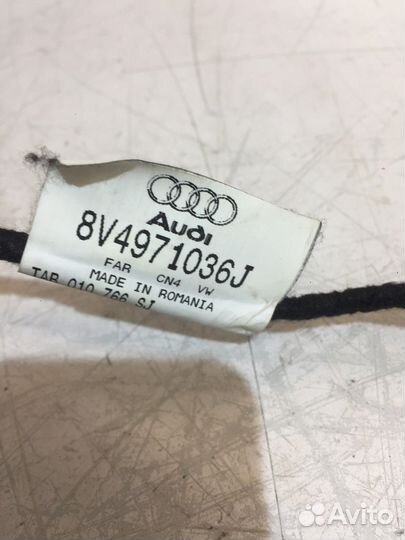 Audi
8V4971036J
FAR CN4 VW
MADE IN ROMANIA
TAB 010 766 SJ
Avito